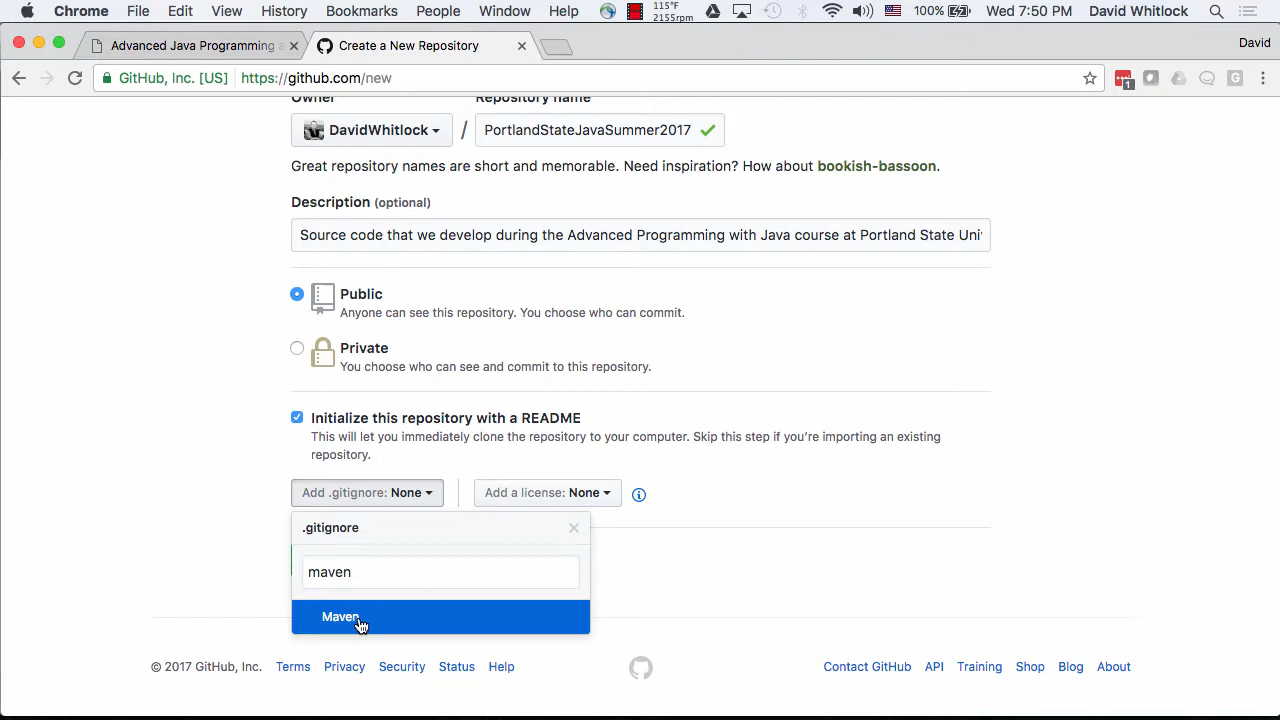 Chrome File Edit View History Bookmarks People Window Help 115°F 2155rpm 100% Wed 7:50 PM David Whitlock
Advanced Java Programming a
Create a New Repository
David
GitHub, Inc. [US] https://github.com/new
1
G
Owner
Repository name
DavidWhitlock / PortlandStateJavaSummer2017
Great repository names are short and memorable. Need inspiration? How about bookish-bassoon.
Description (optional)
Source code that we develop during the Advanced Programming with Java course at Portland State Uni
Public
Anyone can see this repository. You choose who can commit.
Private
You choose who can see and commit to this repository.
Initialize this repository with a README
This will let you immediately clone the repository to your computer. Skip this step if you’re importing an existing
repository.
Add .gitignore: None
Add a license: None
.gitignore
maven
Maven
© 2017 GitHub, Inc. Terms Privacy Security Status Help
Contact GitHub API Training Shop Blog About